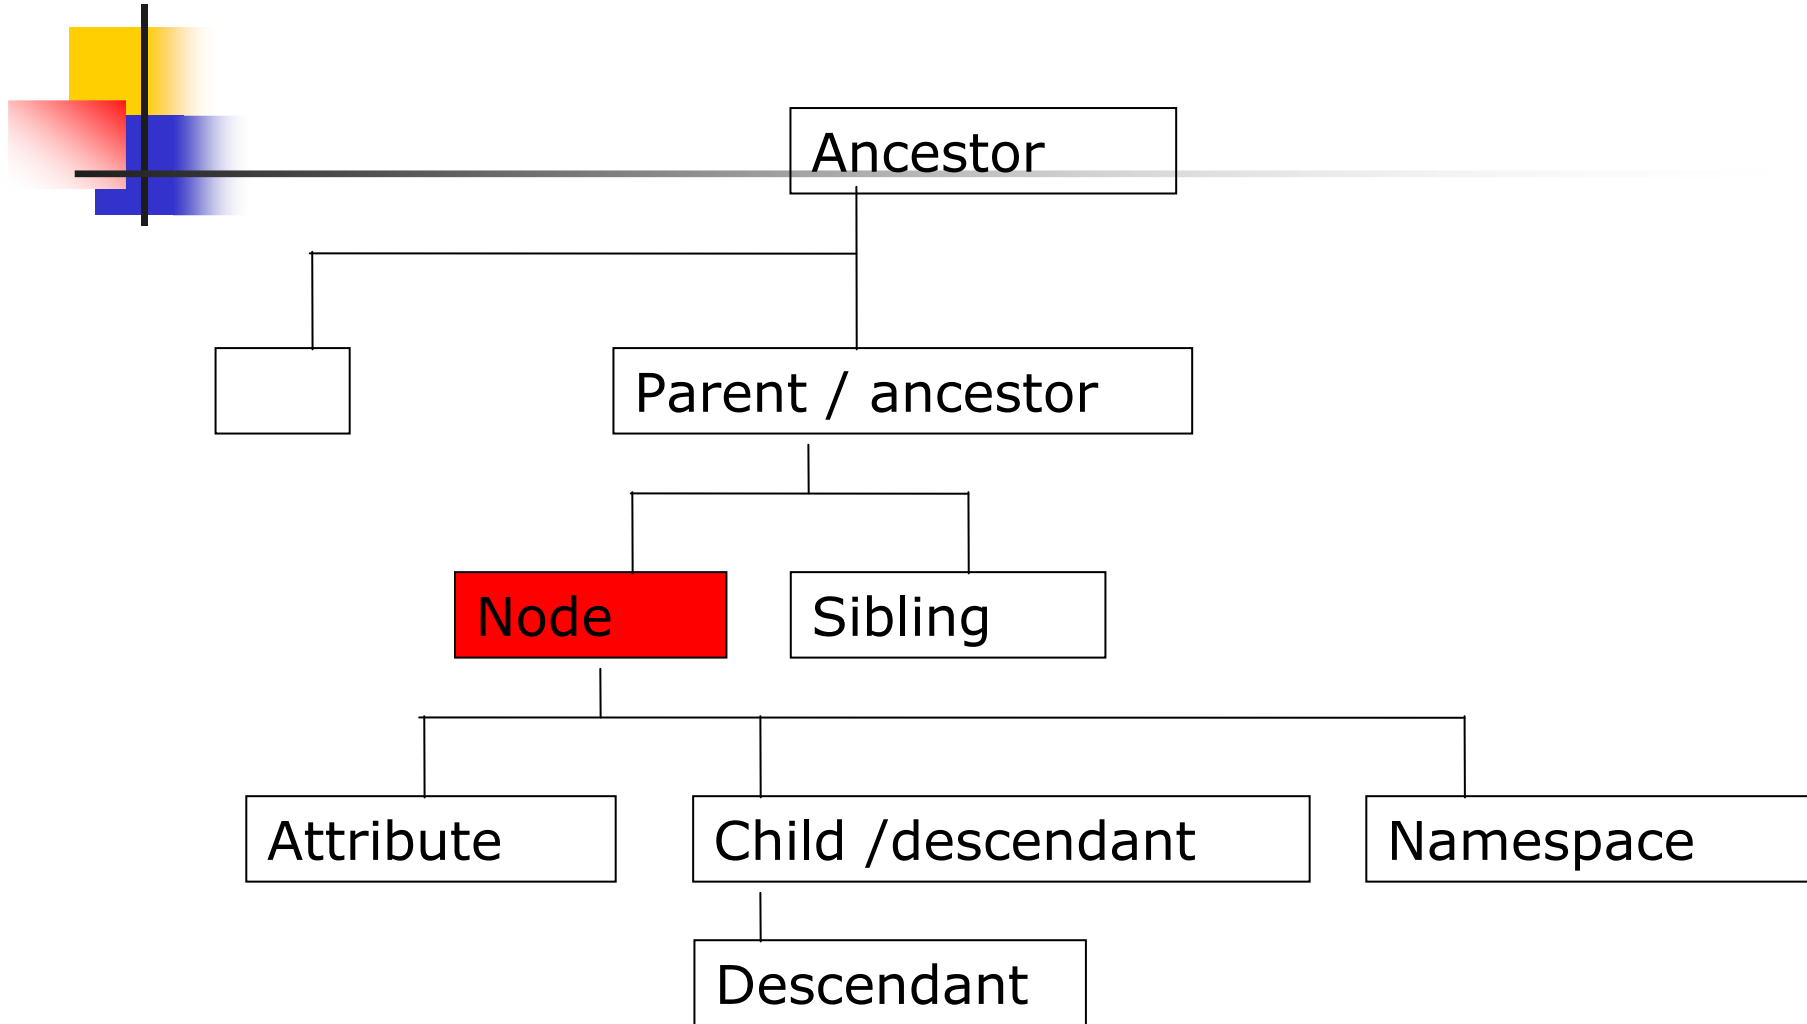 Ancestor
Parent / ancestor
Node
Sibling
Attribute
Child /descendant
Namespace
Descendant